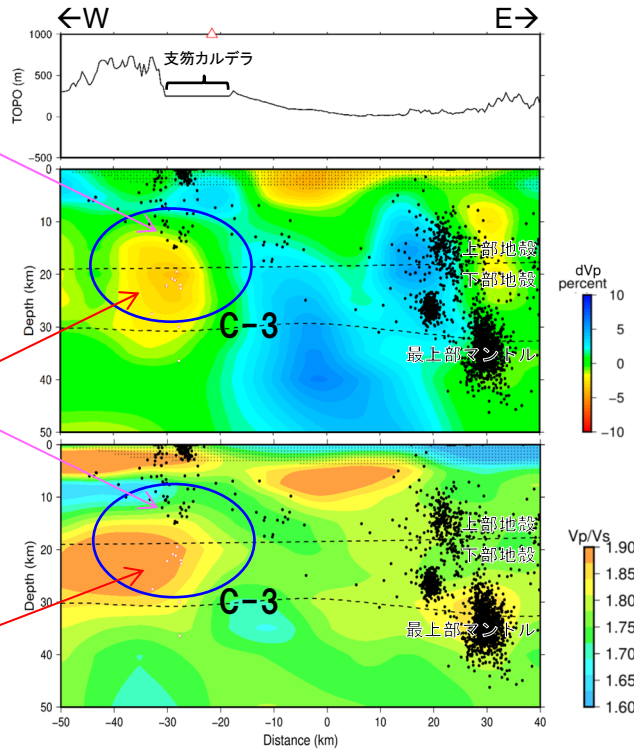 ←W
E→
1000
500
0
-500
TOPO (m)
支笏カルデラ
0
10
20
30
40
50
Depth (km)
上部地殻
下部地殻
C-3
最上部マントル
dVp
percent
10
5
0
-5
-10
0
10
20
30
40
50
Depth (km)
上部地殻
下部地殻
C-3
最上部マントル
Vp/Vs
1.90
1.85
1.80
1.75
1.70
1.65
1.60
-50 -40 -30 -20 -10 0 10 20 30 40
Distance (km)